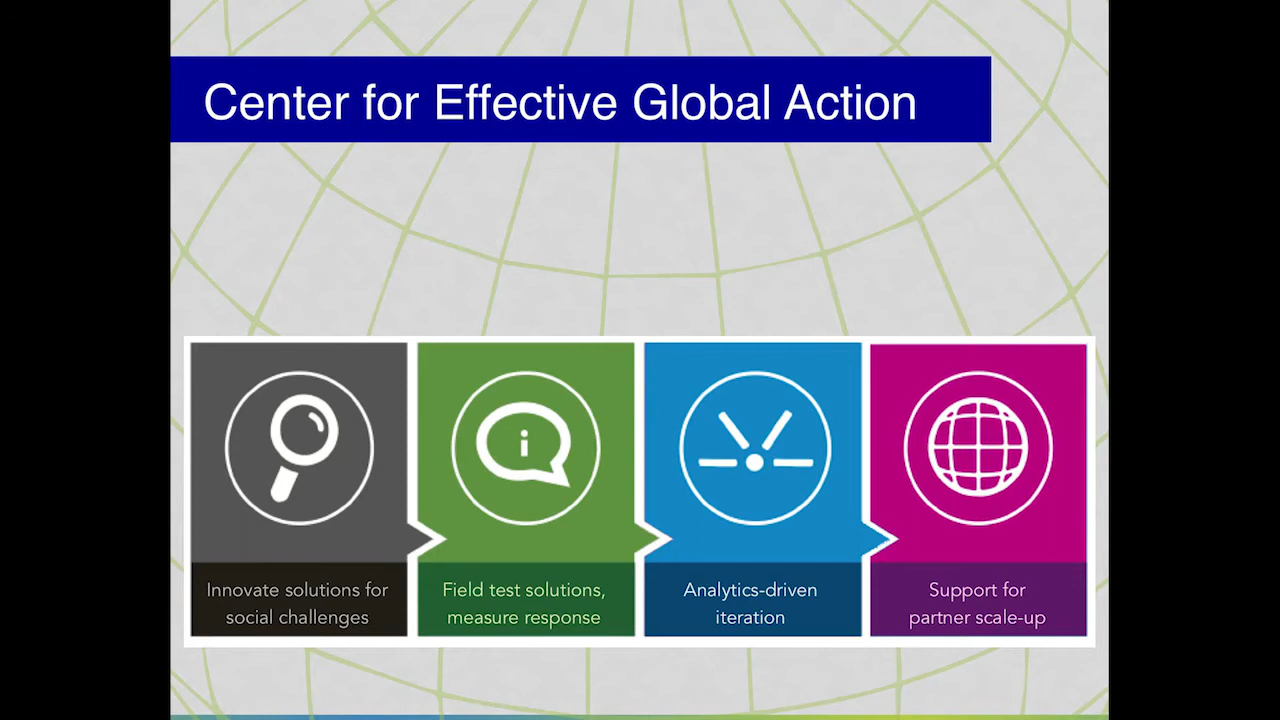 Center for Effective Global Action
i
Innovate solutions for
social challenges
Field test solutions,
measure response
Analytics-driven
iteration
Support for
partner scale-up